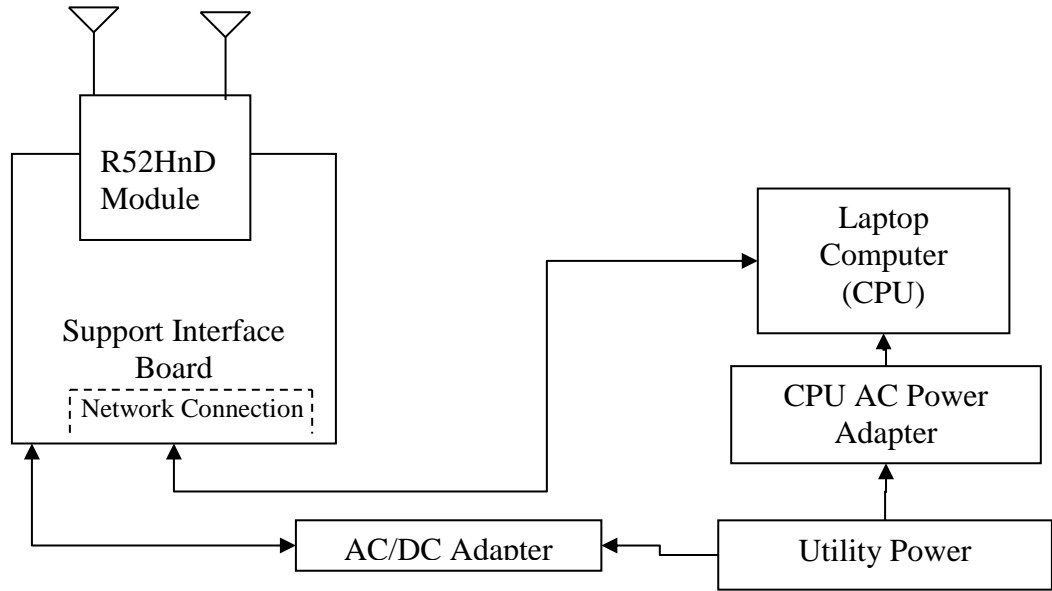 R52HnD
Module
Support Interface
Board
Network Connection
Laptop
Computer
(CPU)
CPU AC Power
Adapter
AC/DC Adapter
Utility Power